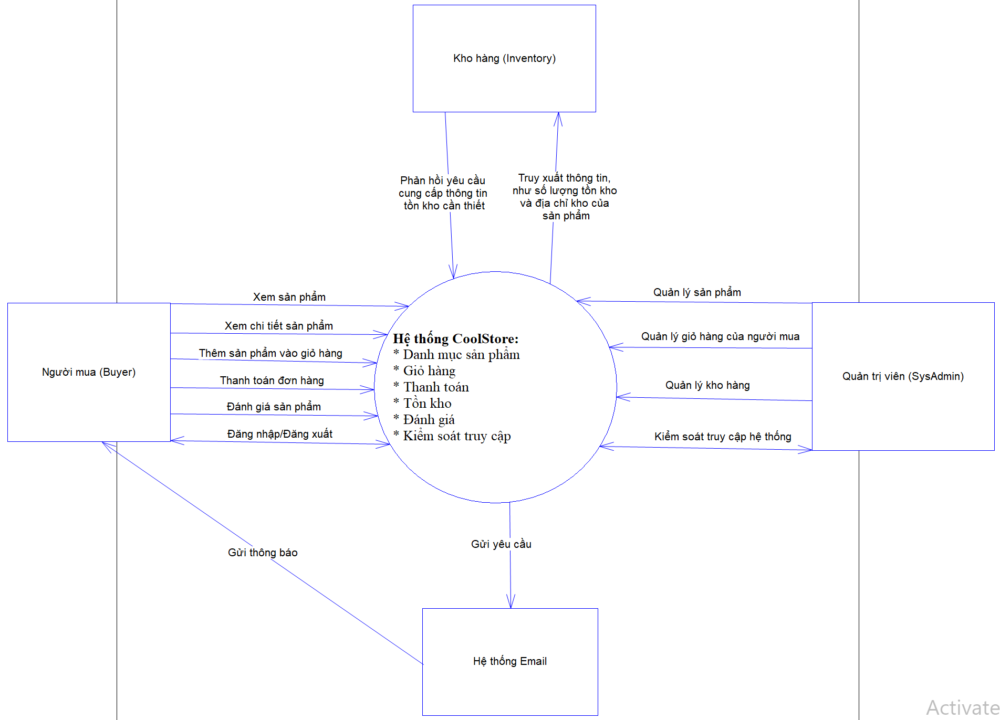 Kho hàng (Inventory)
Phản hồi yêu cầu
cung cấp thông tin
tồn kho cần thiết
Truy xuất thông tin,
như số lượng tồn kho
và địa chỉ kho của
sản phẩm
Xem sản phẩm
Xem chi tiết sản phẩm
Thêm sản phẩm vào giỏ hàng
Thanh toán đơn hàng
Đánh giá sản phẩm
Đăng nhập/Đăng xuất
Người mua (Buyer)
Hệ thống CoolStore:
* Danh mục sản phẩm
* Giỏ hàng
* Thanh toán
* Tồn kho
* Đánh giá
* Kiểm soát truy cập
Quản lý sản phẩm
Quản lý giỏ hàng của người mua
Quản lý kho hàng
Kiểm soát truy cập hệ thống
Quản trị viên (SysAdmin)
Gửi yêu cầu
Gửi thông báo
Hệ thống Email
Activate